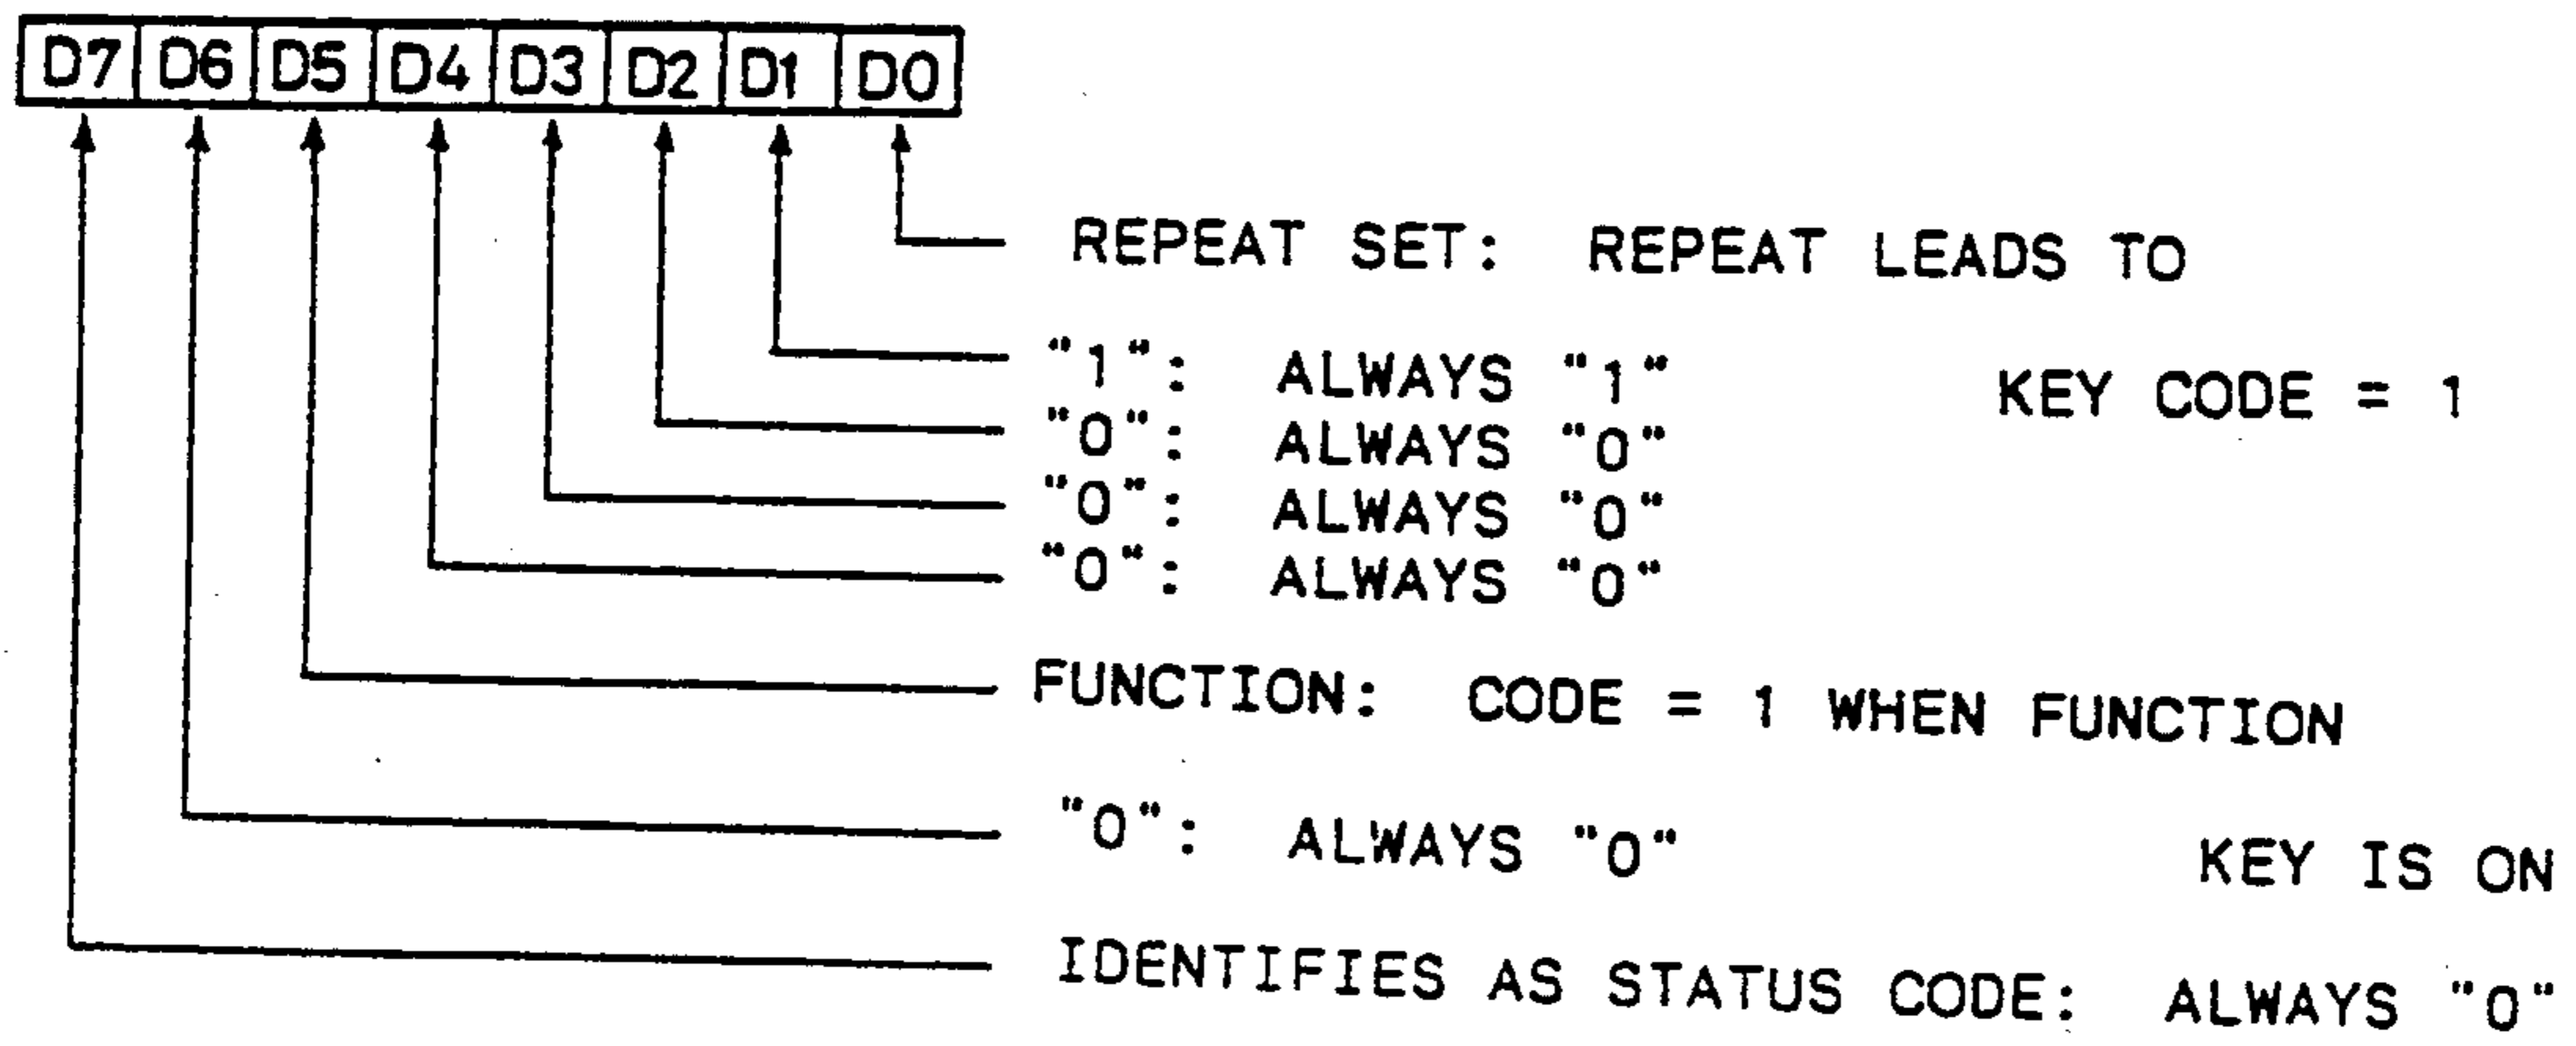 D7 D6 D5 D4 D3 D2 D1 D0
REPEAT SET: REPEAT LEADS TO
"1": ALWAYS "1"
KEY CODE = 1
"0": ALWAYS "0"
"0": ALWAYS "0"
"0": ALWAYS "0"
FUNCTION: CODE = 1 WHEN FUNCTION
"0": ALWAYS "0"
KEY IS ON
IDENTIFIES AS STATUS CODE: ALWAYS "0"